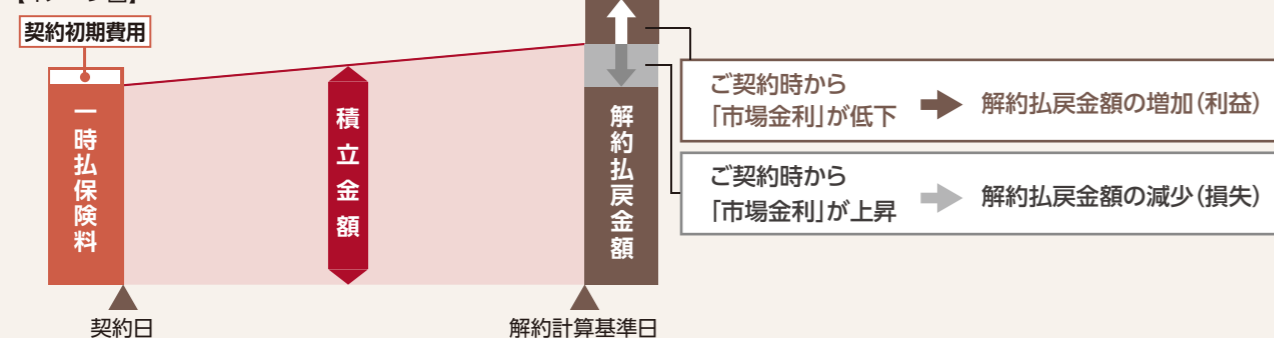 契約初期費用
一時払保険料
積立金額
解約払戻金額
ご契約時から
「市場金利」が低下
解約払戻金額の増加(利益)
ご契約時から
「市場金利」が上昇
解約払戻金額の減少(損失)
契約日
解約計算基準日